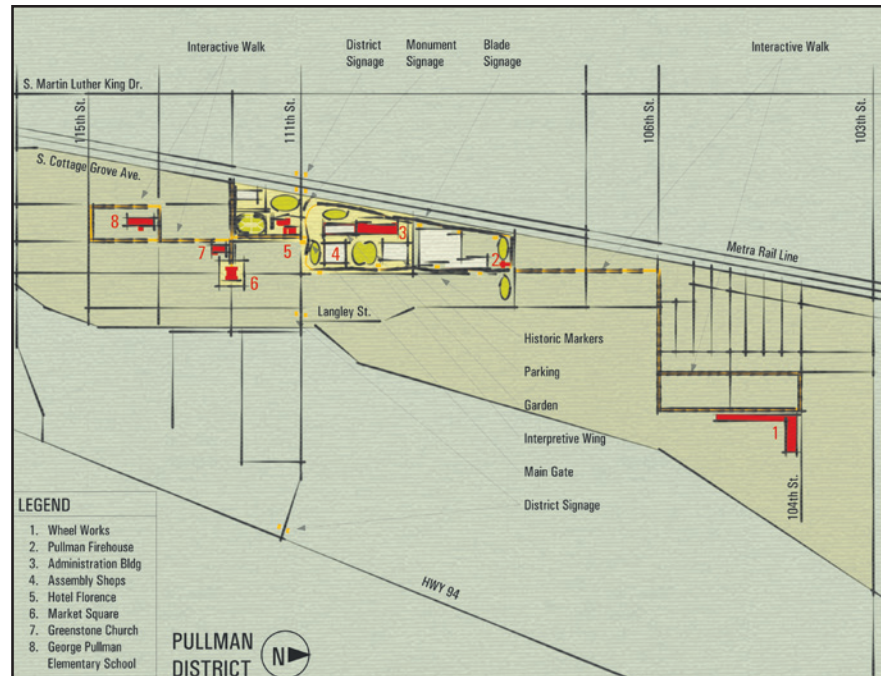 Interactive Walk
District
Signage
Monument
Signage
Blade
Signage
Interactive Walk
S. Martin Luther King Dr.
115th St.
111th St.
106th St.
103th St.
S. Cottage Grove Ave.
8
7
6
5
4
3
2
Metra Rail Line
Langley St.
Historic Markers
Parking
Garden
Interpretive Wing
Main Gate
District Signage
1
104th St.
HWY 94
LEGEND
1. Wheel Works
2. Pullman Firehouse
3. Administration Bldg
4. Assembly Shops
5. Hotel Florence
6. Market Square
7. Greenstone Church
8. George Pullman
Elementary School
PULLMAN
DISTRICT
N